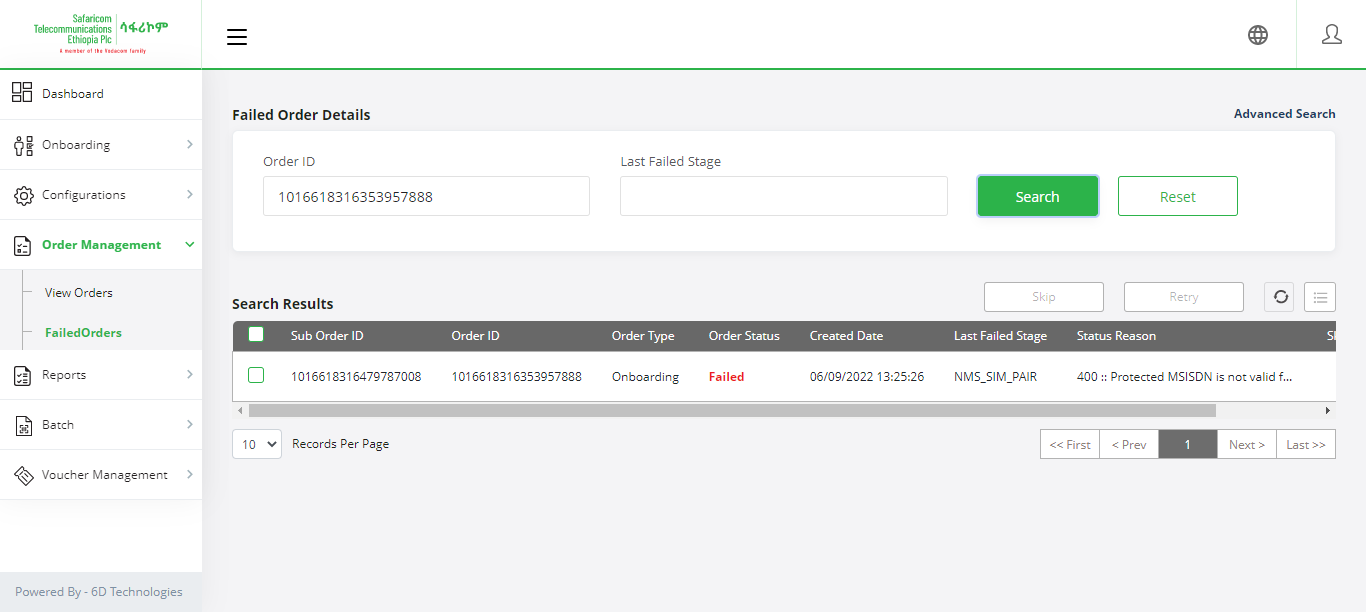 Safaricom
Telecommunications
Ethiopia Plc
ሳፋሪኮም
A member of the Vodacom family
Dashboard
Onboarding
Configurations
Order Management
View Orders
FailedOrders
Reports
Batch
Voucher Management
Powered By - 6D Technologies
Failed Order Details
Advanced Search
Order ID
Last Failed Stage
1016618316353957888
Search
Reset
Search Results
Skip
Retry
Sub Order ID Order ID Order Type Order Status Created Date Last Failed Stage Status Reason
1016618316479787008 1016618316353957888 Onboarding Failed 06/09/2022 13:25:26 NMS_SIM_PAIR 400 :: Protected MSISDN is not valid f...
10 Records Per Page
<< First < Prev 1 Next > Last >>